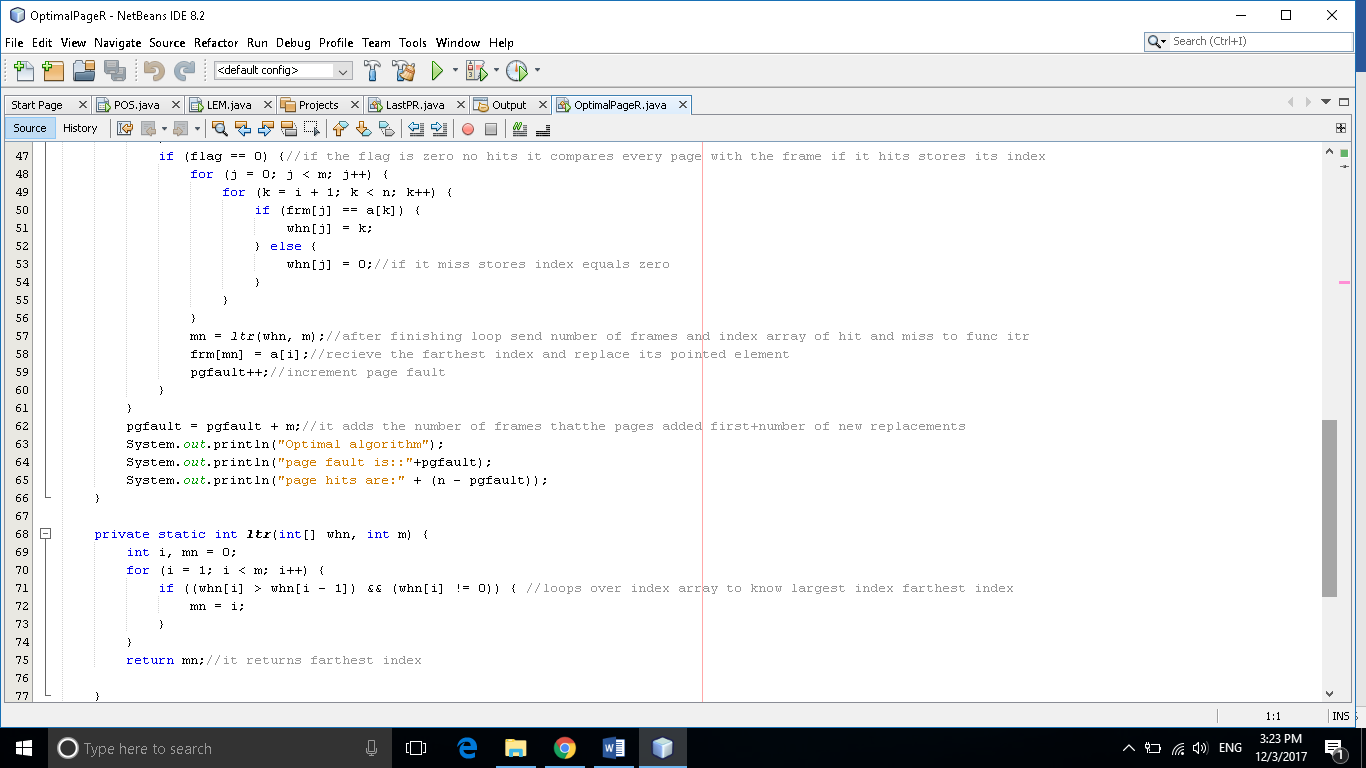 OptimalPageR - NetBeans IDE 8.2
File Edit View Navigate Source Refactor Run Debug Profile Team Tools Window Help
Search (Ctrl+I)
<default config>
Start Page POS.java LEM.java Projects LastPR.java Output OptimalPageR.java
Source History
47 if (flag == 0) {//if the flag is zero no hits it compares every page with the frame if it hits stores its index
48 for (j = 0; j < m; j++) {
49 for (k = i + 1; k < n; k++) {
50 if (frm[j] == a[k]) {
51 whn[j] = k;
52 } else {
53 whn[j] = 0;//if it miss stores index equals zero
54 }
55 }
56 }
57 mn = ltr(whn, m);//after finishing loop send number of frames and index array of hit and miss to func itr
58 frm[mn] = a[i];//recieve the farthest index and replace its pointed element
59 pgfault++;//increment page fault
60 }
61 }
62 pgfault = pgfault + m;//it adds the number of frames thatthe pages added first+number of new replacements
63 System.out.println("Optimal algorithm");
64 System.out.println("page fault is::"+pgfault);
65 System.out.println("page hits are:" + (n - pgfault));
66 }
67
68 private static int ltr(int[] whn, int m) {
69 int i, mn = 0;
70 for (i = 1; i < m; i++) {
71 if ((whn[i] > whn[i - 1]) && (whn[i] != 0)) { //loops over index array to know largest index farthest index
72 mn = i;
73 }
74 }
75 return mn;//it returns farthest index
76
77 }
1:1 INS
Type here to search
ENG
3:23 PM
12/3/2017
1